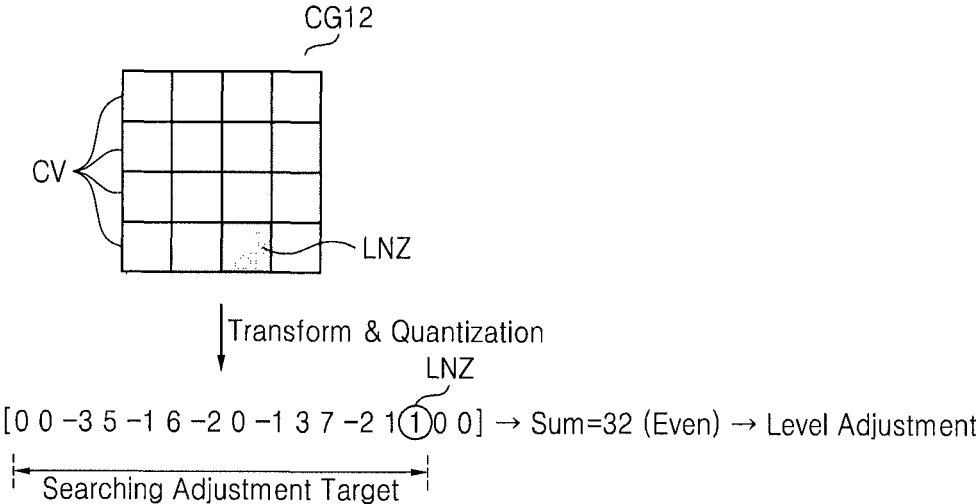 CG12
CV
LNZ
Transform & Quantization
LNZ
[0 0 −3 5 −1 6 −2 0 −1 3 7 −2 1 1 0 0] → Sum=32 (Even) → Level Adjustment
Searching Adjustment Target